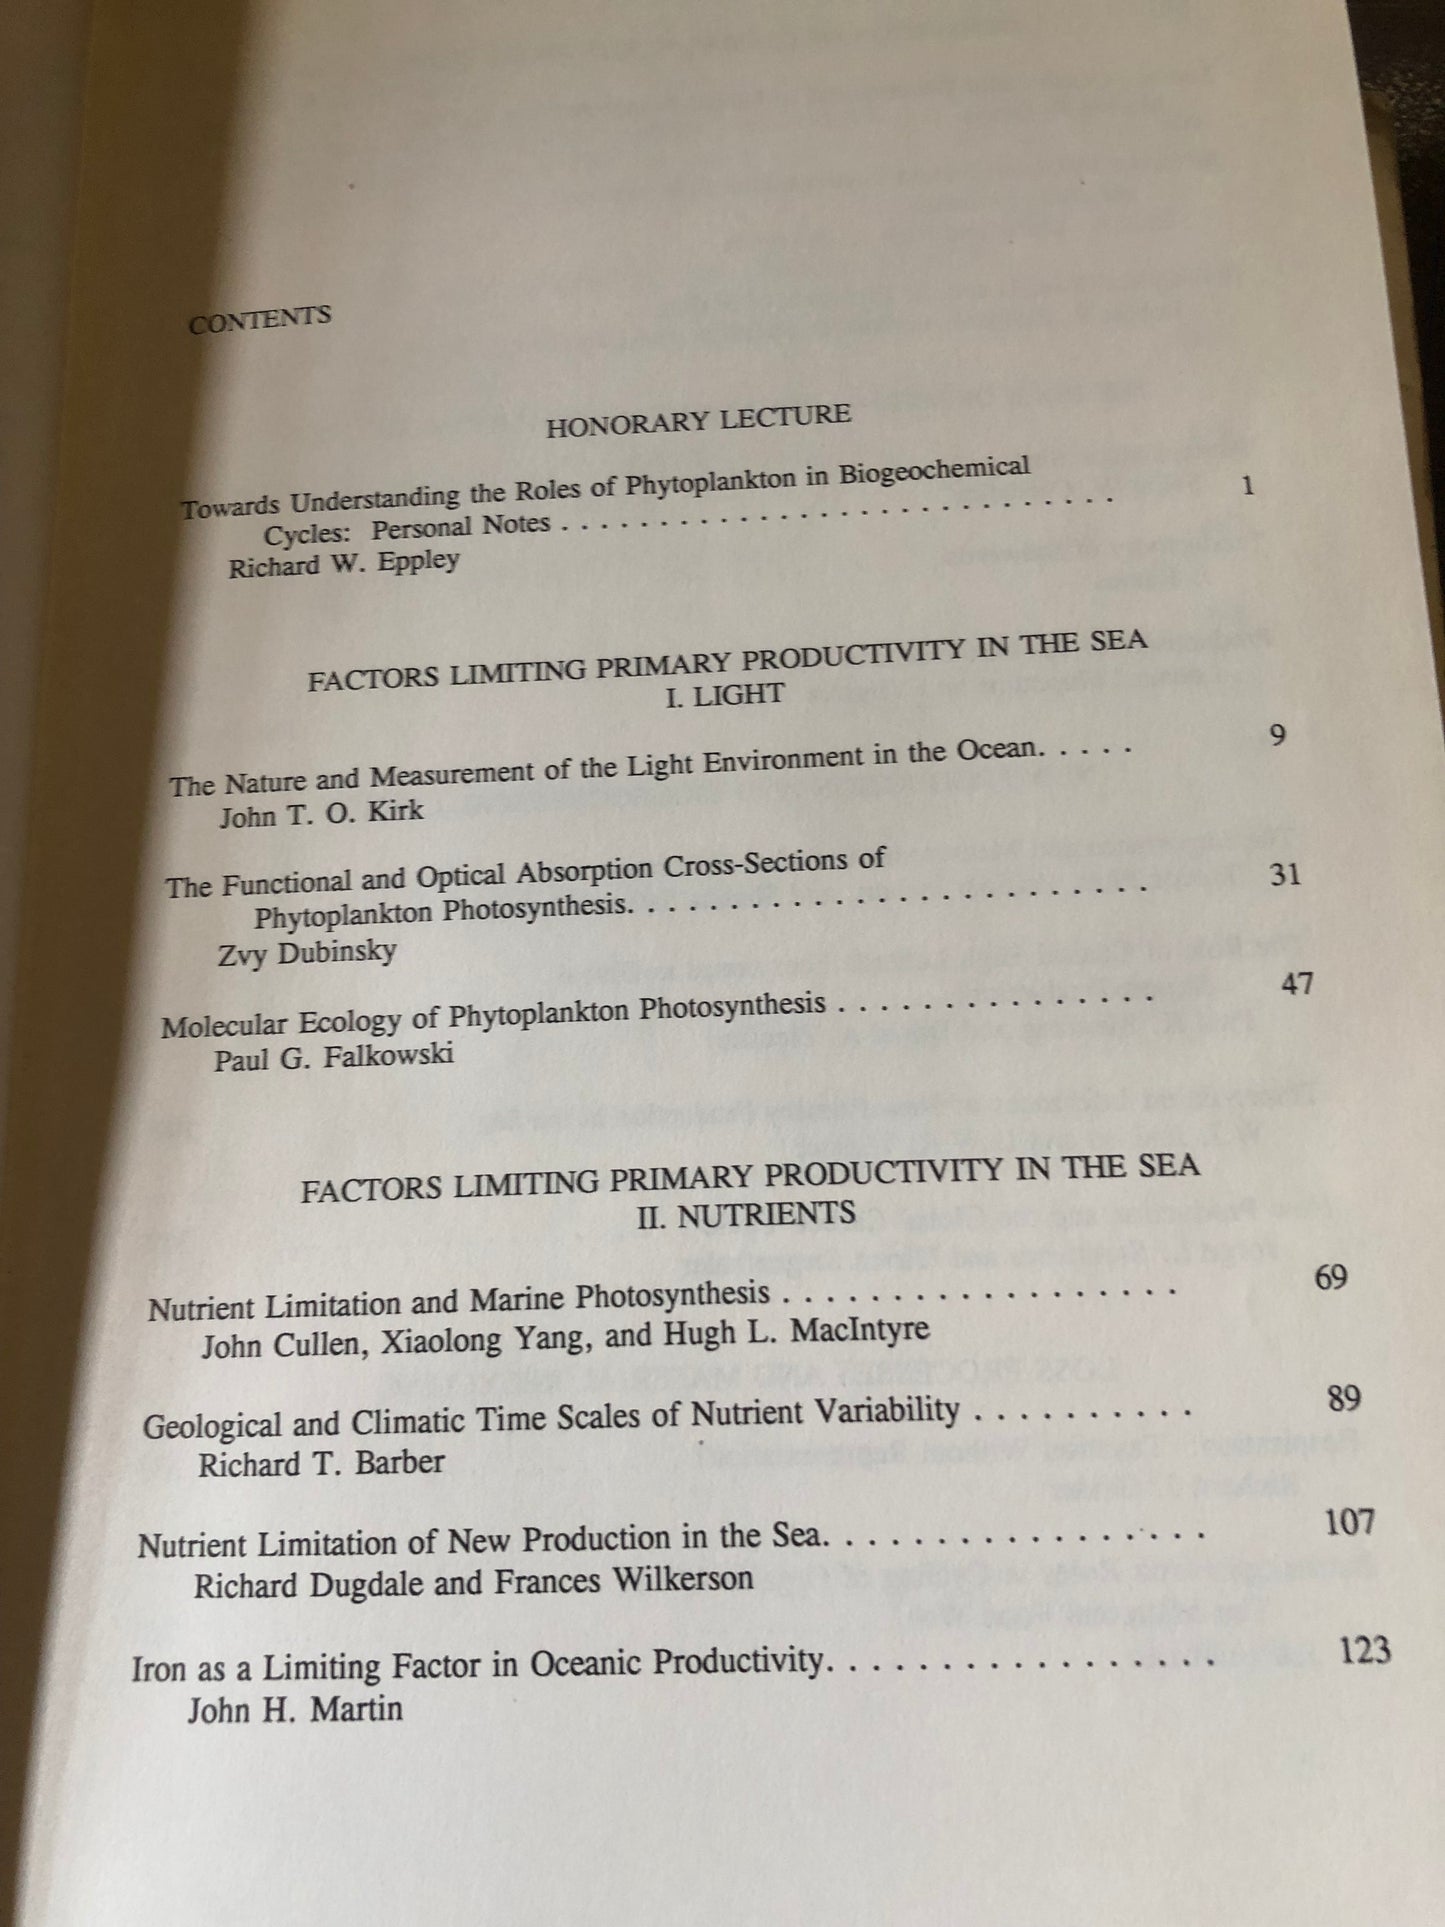 CONTENTS
HONORARY LECTURE
Towards Understanding the Roles of Phytoplankton in Biogeochemical
Cycles: Personal Notes . . . . . . . . . . . . . . . . . . . . . . . . . . . . 1
Richard W. Eppley
FACTORS LIMITING PRIMARY PRODUCTIVITY IN THE SEA
I. LIGHT
The Nature and Measurement of the Light Environment in the Ocean. . . . . 9
John T. O. Kirk
The Functional and Optical Absorption Cross-Sections of
Phytoplankton Photosynthesis. . . . . . . . . . . . . . . . . . . . . . . 31
Zvy Dubinsky
Molecular Ecology of Phytoplankton Photosynthesis . . . . . . . . . . . . . . . 47
Paul G. Falkowski
FACTORS LIMITING PRIMARY PRODUCTIVITY IN THE SEA
II. NUTRIENTS
Nutrient Limitation and Marine Photosynthesis . . . . . . . . . . . . . . . . . . 69
John Cullen, Xiaolong Yang, and Hugh L. MacIntyre
Geological and Climatic Time Scales of Nutrient Variability . . . . . . . . . . 89
Richard T. Barber
Nutrient Limitation of New Production in the Sea. . . . . . . . . . . . . . . . 107
Richard Dugdale and Frances Wilkerson
Iron as a Limiting Factor in Oceanic Productivity. . . . . . . . . . . . . . . . . 123
John H. Martin